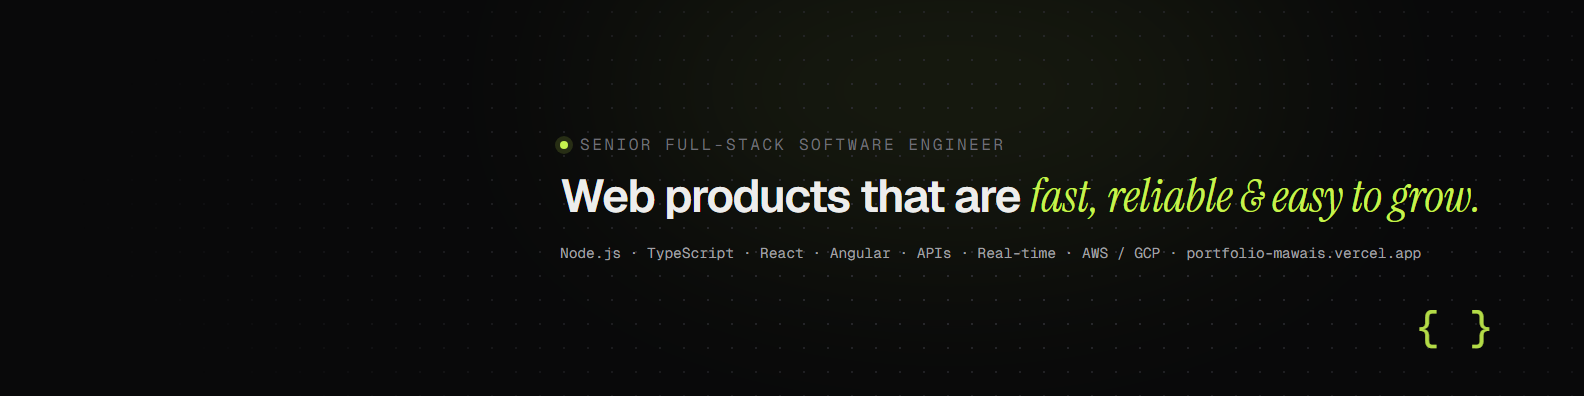 SENIOR FULL-STACK SOFTWARE ENGINEER
Web products that are fast, reliable & easy to grow.
Node.js · TypeScript · React · Angular · APIs · Real-time · AWS / GCP · portfolio-mawais.vercel.app
{ }